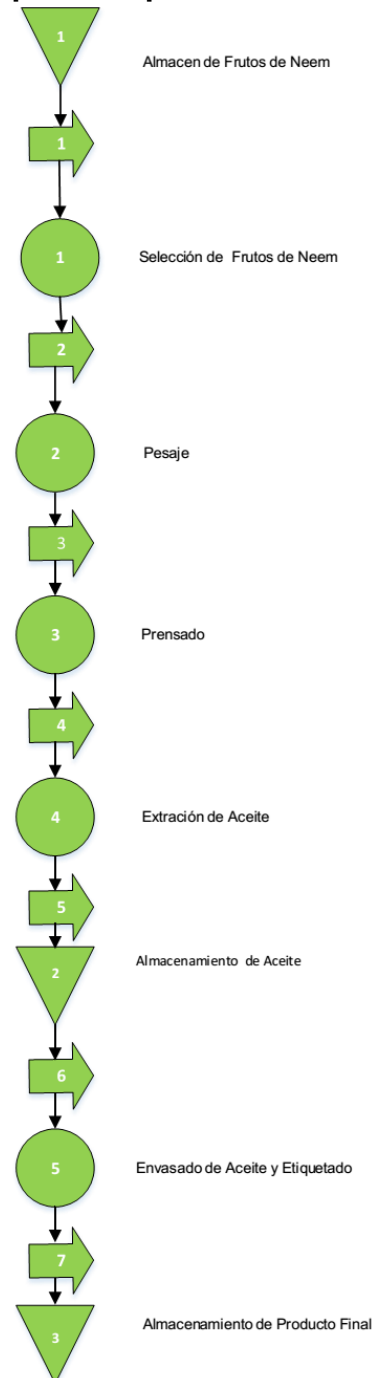 1
Almacen de Frutos de Neem
1
1
Selección de Frutos de Neem
2
2
Pesaje
3
3
Prensado
4
4
Extración de Aceite
5
2
Almacenamiento de Aceite
6
5
Envasado de Aceite y Etiquetado
7
3
Almacenamiento de Producto Final